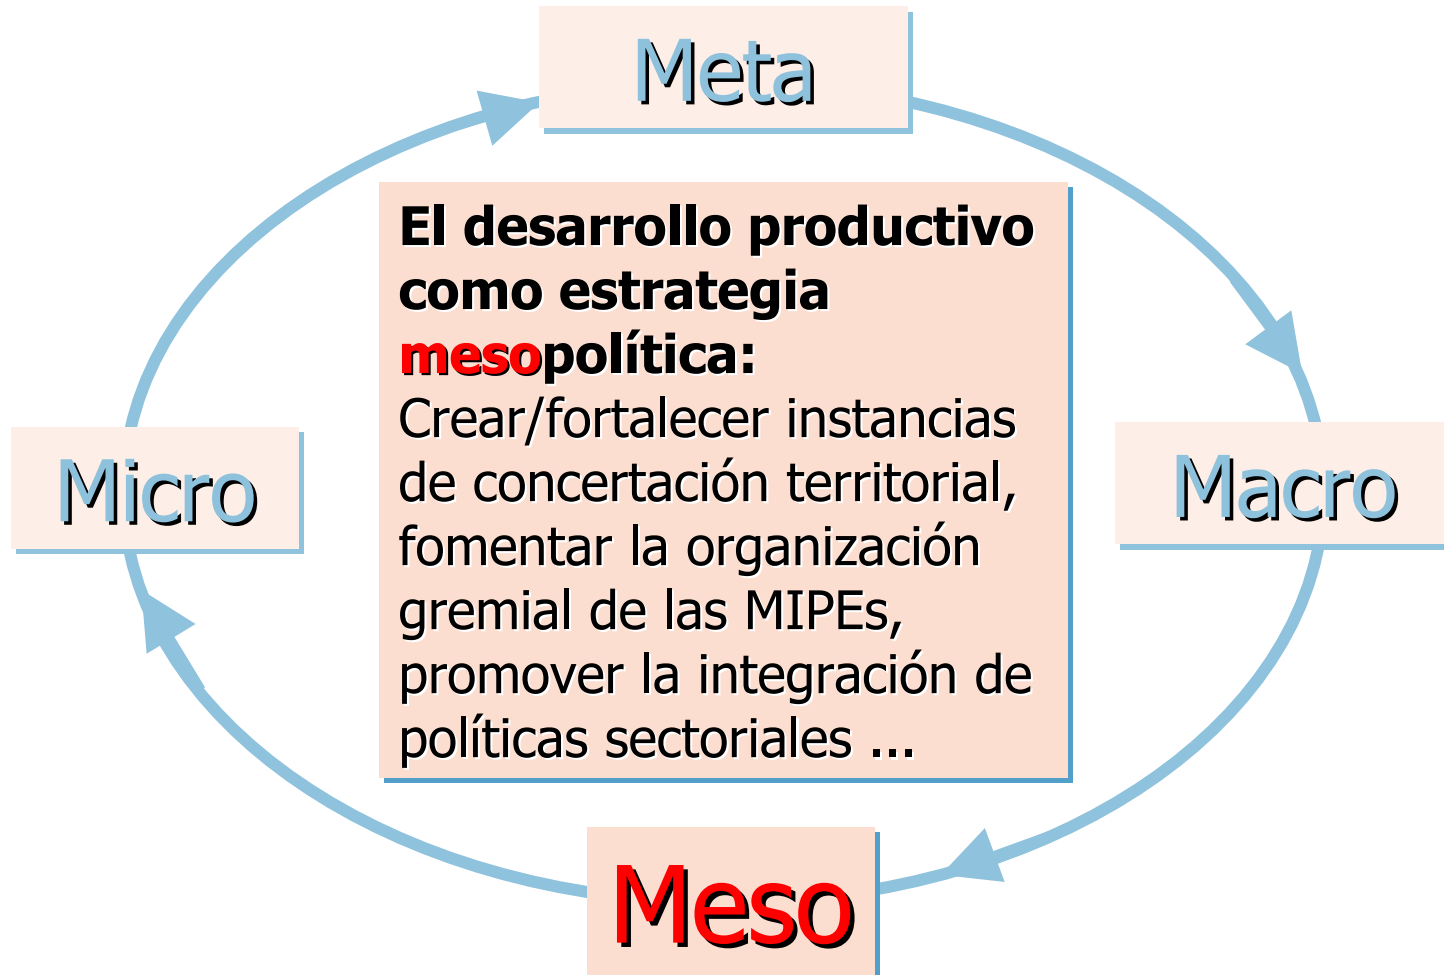 Meta
El desarrollo productivo
como estrategia
mesopolítica:
Crear/fortalecer instancias
de concertación territorial,
fomentar la organización
gremial de las MIPEs,
promover la integración de
políticas sectoriales ...
Micro
Macro
Meso